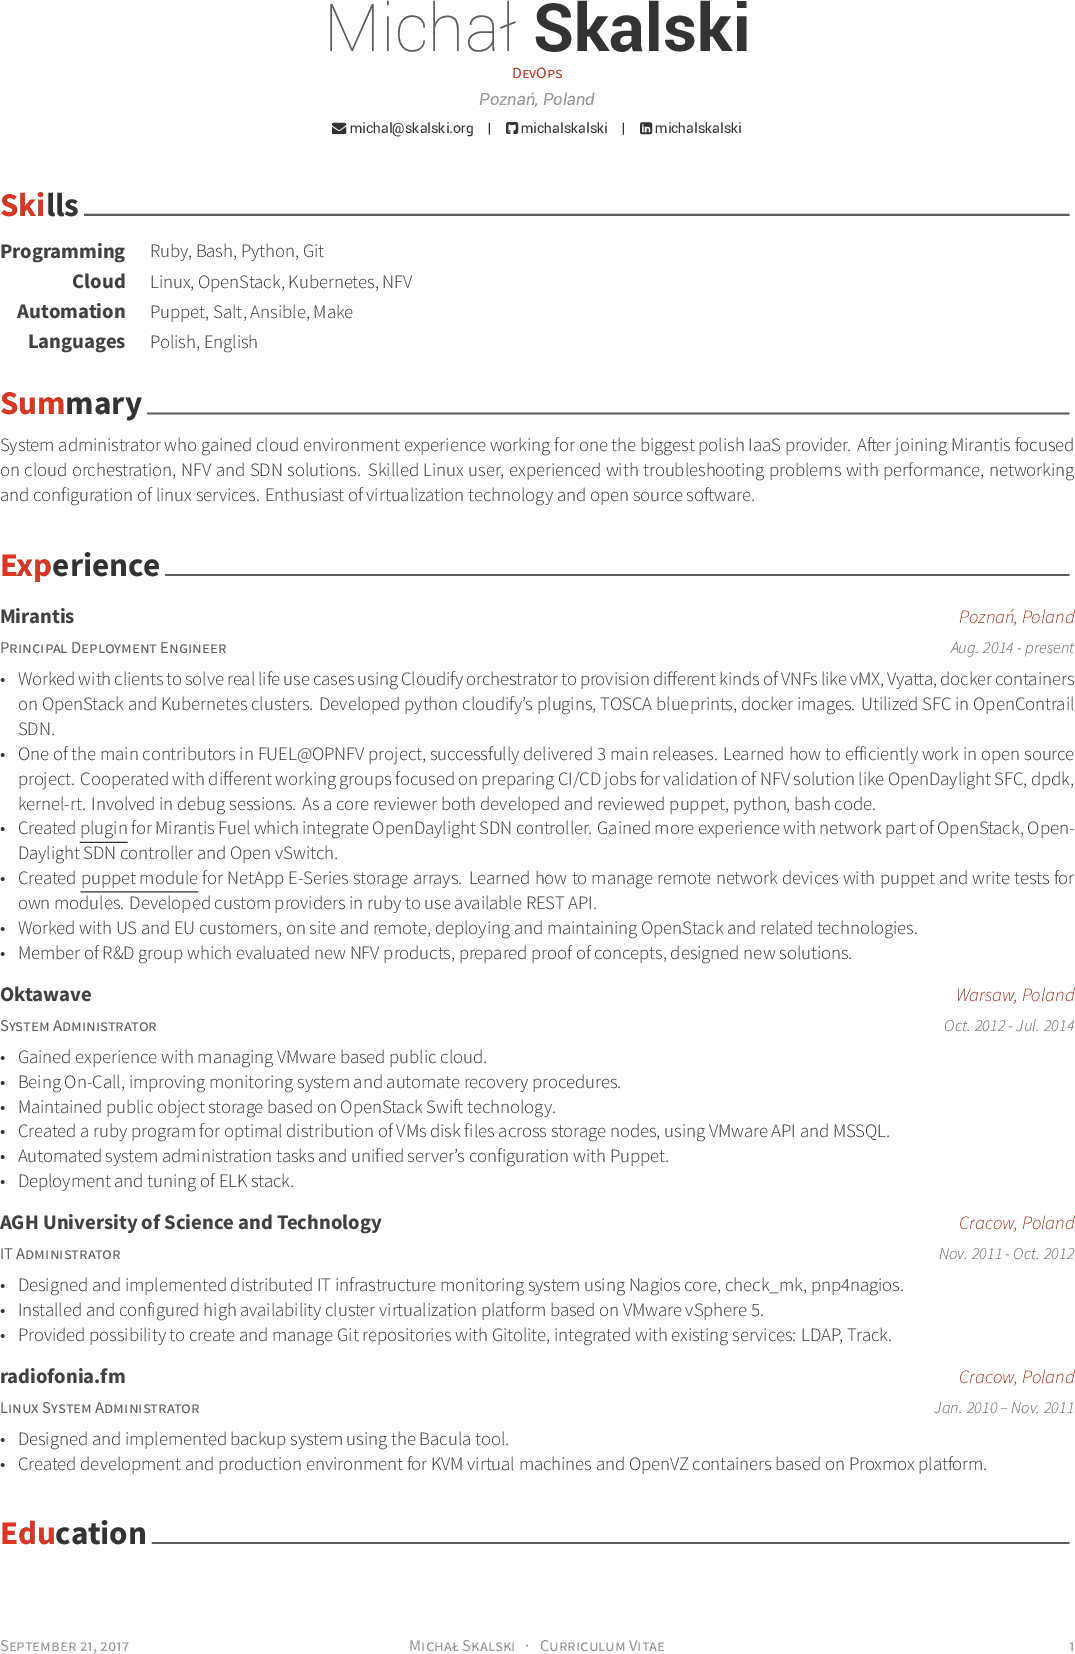 Michał Skalski
DevOps
Poznań, Poland
michal@skalski.org | michalskalski | michalskalski
Skills
Programming Ruby, Bash, Python, Git
Cloud Linux, OpenStack, Kubernetes, NFV
Automation Puppet, Salt, Ansible, Make
Languages Polish, English
Summary
System administrator who gained cloud environment experience working for one the biggest polish IaaS provider. After joining Mirantis focused
on cloud orchestration, NFV and SDN solutions. Skilled Linux user, experienced with troubleshooting problems with performance, networking
and configuration of linux services. Enthusiast of virtualization technology and open source software.
Experience
Mirantis Poznań, Poland
Principal Deployment Engineer Aug. 2014 - present
• Worked with clients to solve real life use cases using Cloudify orchestrator to provision different kinds of VNFs like vMX, Vyatta, docker containers
on OpenStack and Kubernetes clusters. Developed python cloudify's plugins, TOSCA blueprints, docker images. Utilized SFC in OpenContrail
SDN.
• One of the main contributors in FUEL@OPNFV project, successfully delivered 3 main releases. Learned how to efficiently work in open source
project. Cooperated with different working groups focused on preparing CI/CD jobs for validation of NFV solution like OpenDaylight SFC, dpdk,
kernel-rt. Involved in debug sessions. As a core reviewer both developed and reviewed puppet, python, bash code.
• Created plugin for Mirantis Fuel which integrate OpenDaylight SDN controller. Gained more experience with network part of OpenStack, Open-
Daylight SDN controller and Open vSwitch.
• Created puppet module for NetApp E-Series storage arrays. Learned how to manage remote network devices with puppet and write tests for
own modules. Developed custom providers in ruby to use available REST API.
• Worked with US and EU customers, on site and remote, deploying and maintaining OpenStack and related technologies.
• Member of R&D group which evaluated new NFV products, prepared proof of concepts, designed new solutions.
Oktawave Warsaw, Poland
System Administrator Oct. 2012 - Jul. 2014
• Gained experience with managing VMware based public cloud.
• Being On-Call, improving monitoring system and automate recovery procedures.
• Maintained public object storage based on OpenStack Swift technology.
• Created a ruby program for optimal distribution of VMs disk files across storage nodes, using VMware API and MSSQL.
• Automated system administration tasks and unified server's configuration with Puppet.
• Deployment and tuning of ELK stack.
AGH University of Science and Technology Cracow, Poland
IT Administrator Nov. 2011 - Oct. 2012
• Designed and implemented distributed IT infrastructure monitoring system using Nagios core, check_mk, pnp4nagios.
• Installed and configured high availability cluster virtualization platform based on VMware vSphere 5.
• Provided possibility to create and manage Git repositories with Gitolite, integrated with existing services: LDAP, Track.
radiofonia.fm Cracow, Poland
Linux System Administrator Jan. 2010 – Nov. 2011
• Designed and implemented backup system using the Bacula tool.
• Created development and production environment for KVM virtual machines and OpenVZ containers based on Proxmox platform.
Education
September 21, 2017 Michał Skalski · Curriculum Vitae 1